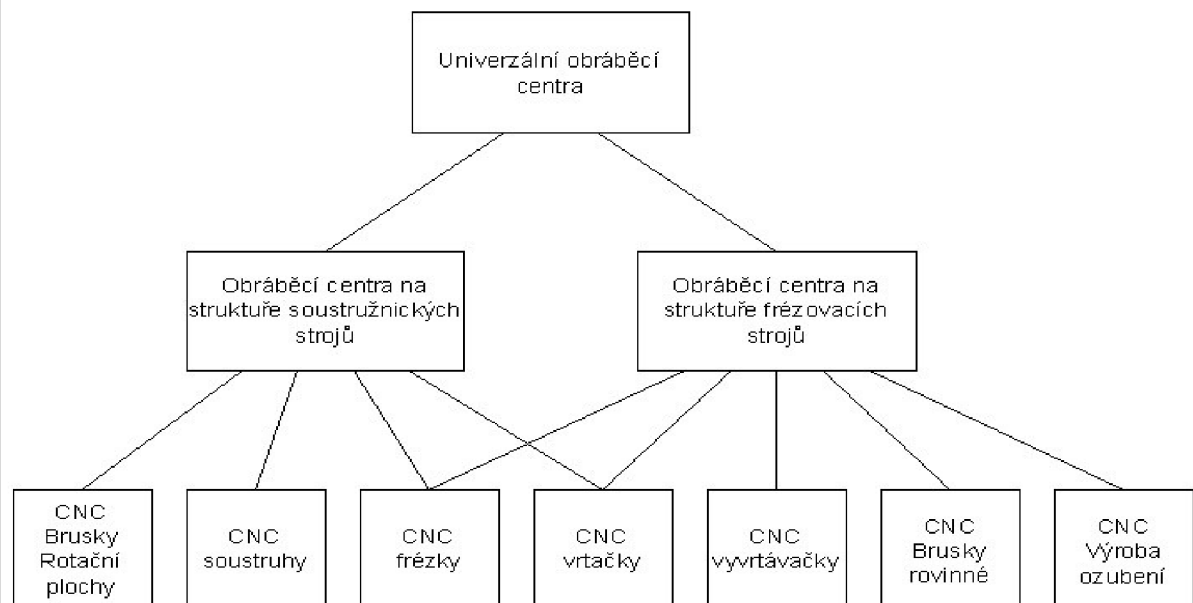 Univerzální obráběcí
centra
Obráběcí centra na
struktuře soustružnických
strojů
Obráběcí centra na
struktuře frézovacích
strojů
CNC
Brusky
Rotační
plochy
CNC
soustruhy
CNC
frézky
CNC
vrtačky
CNC
vyvrtávačky
CNC
Brusky
rovinné
CNC
Výroba
ozubení